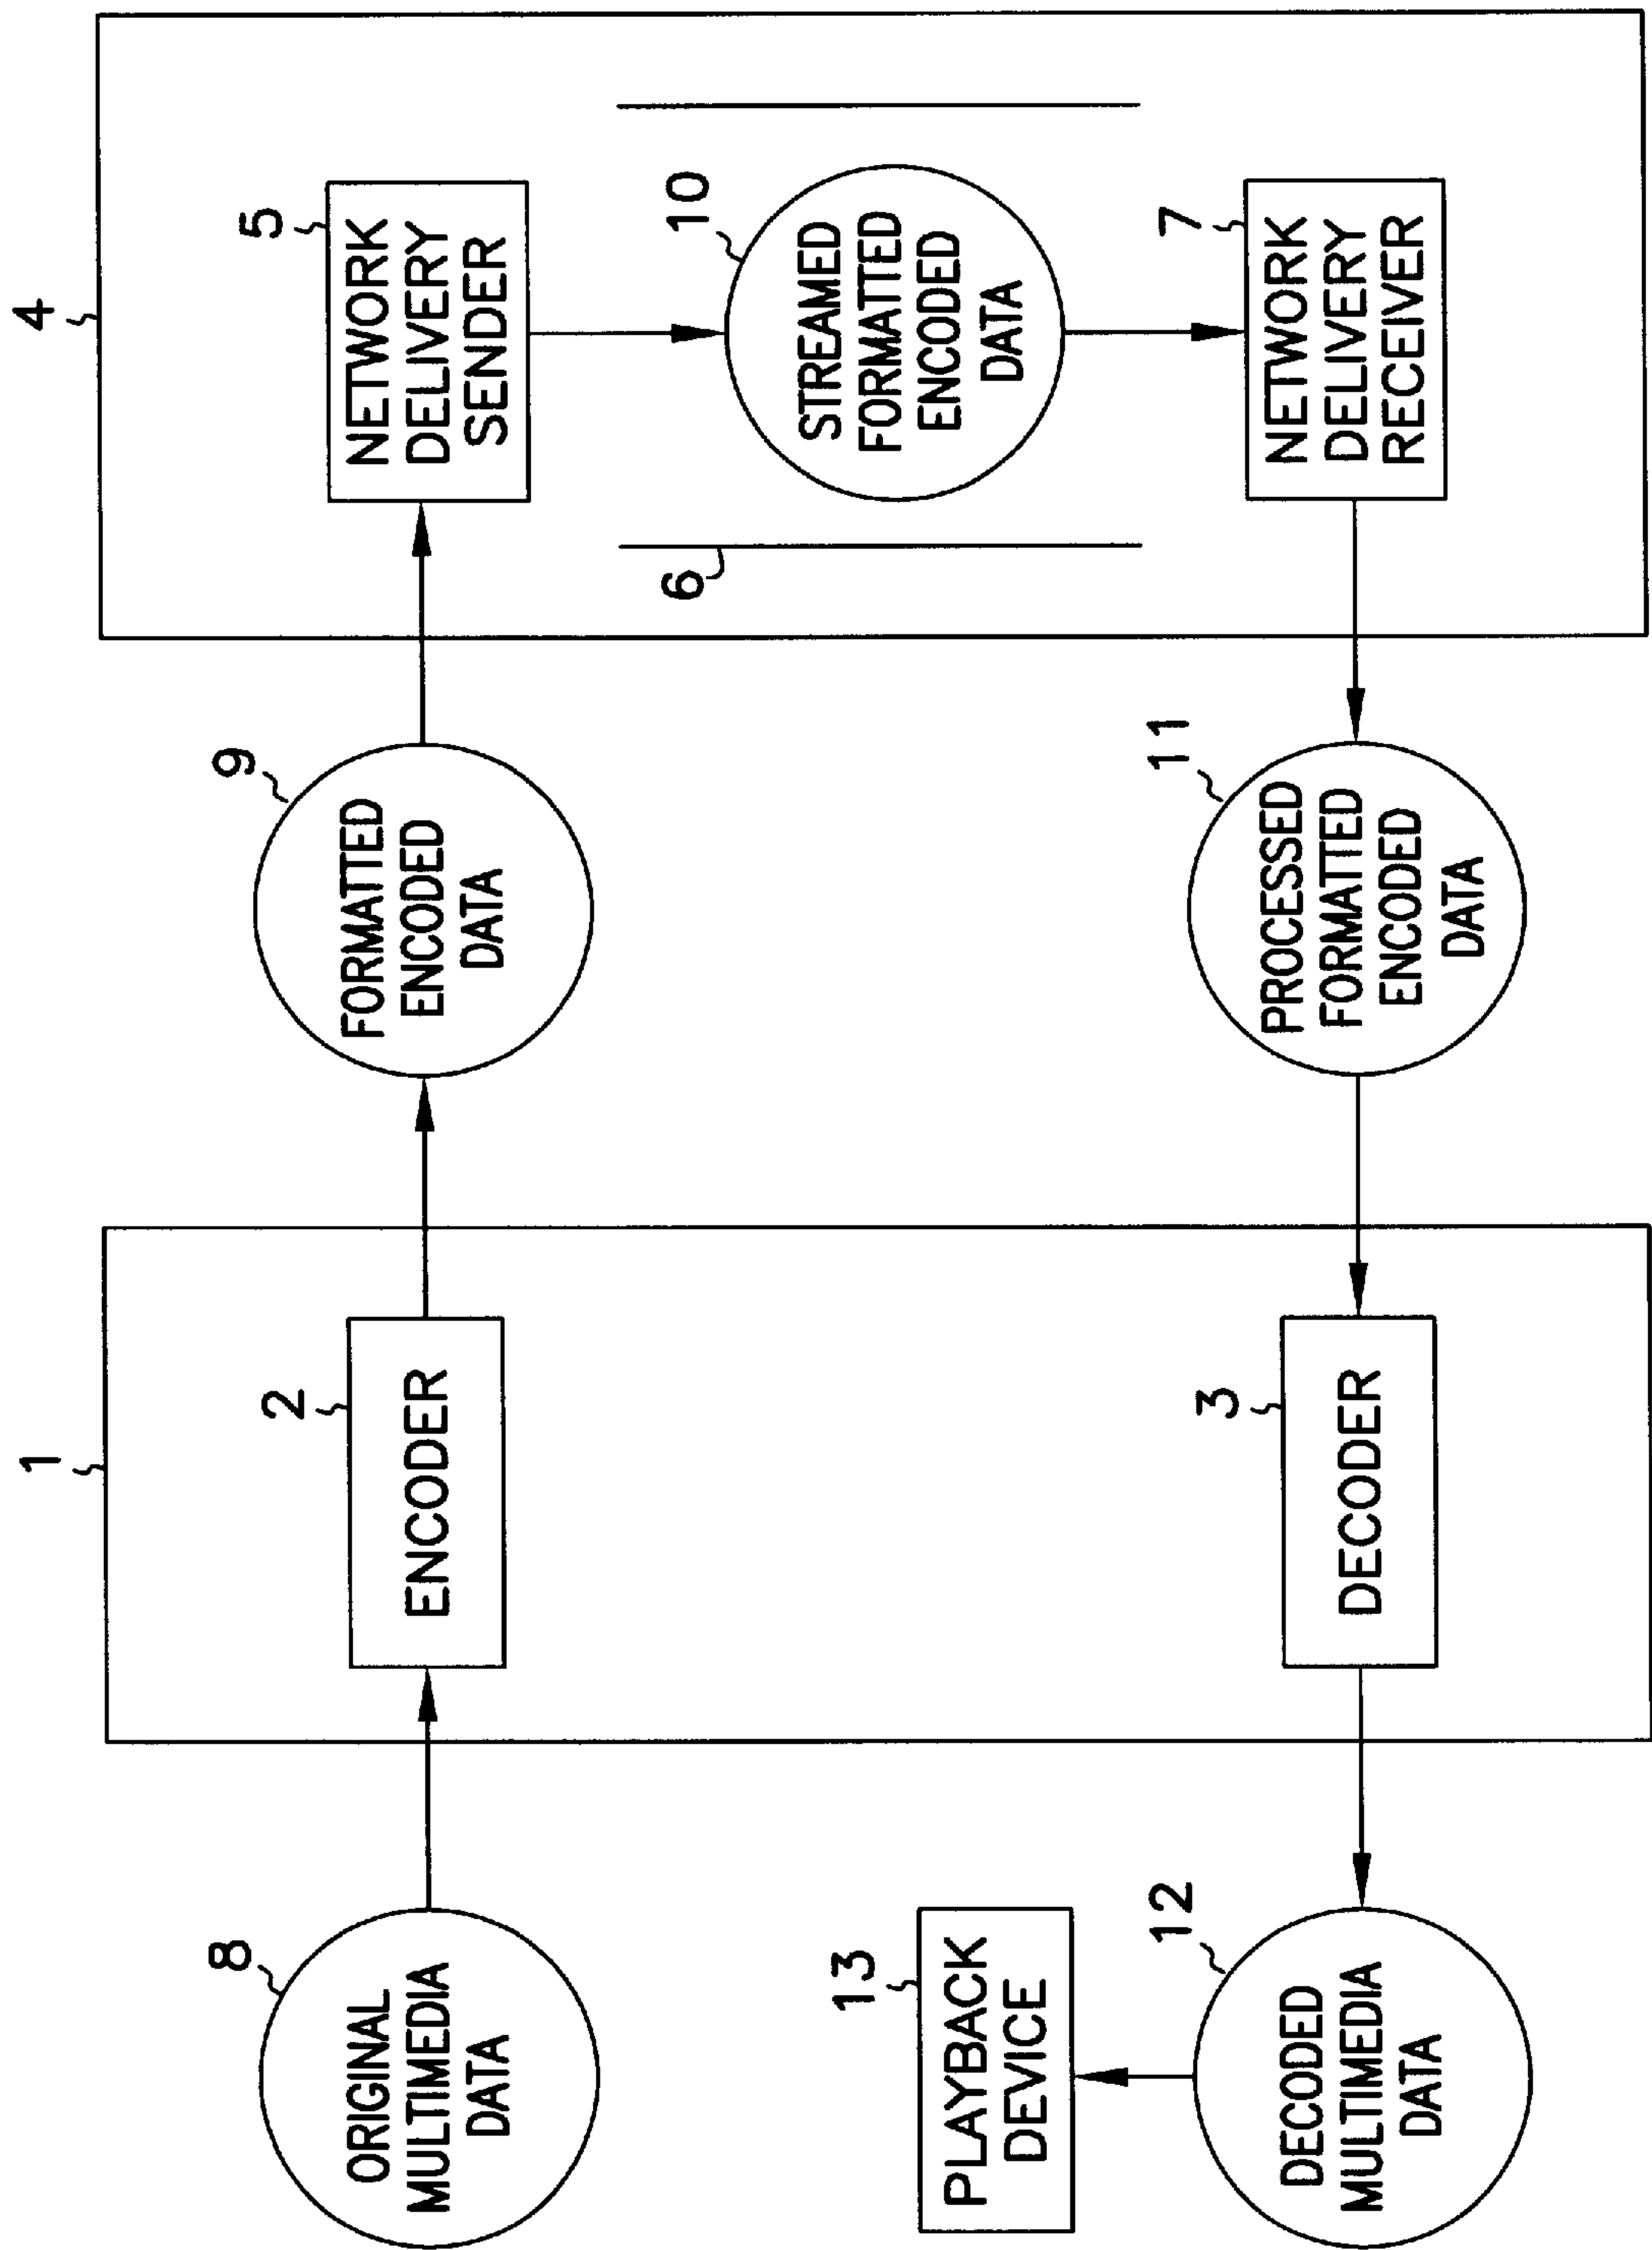 1
4
8
ORIGINAL
MULTIMEDIA
DATA
2
ENCODER
9
FORMATTED
ENCODED
DATA
5
NETWORK
DELIVERY
SENDER
6
10
STREAMED
FORMATTED
ENCODED
DATA
13
PLAYBACK
DEVICE
12
DECODED
MULTIMEDIA
DATA
3
DECODER
11
PROCESSED
FORMATTED
ENCODED
DATA
7
NETWORK
DELIVERY
RECEIVER